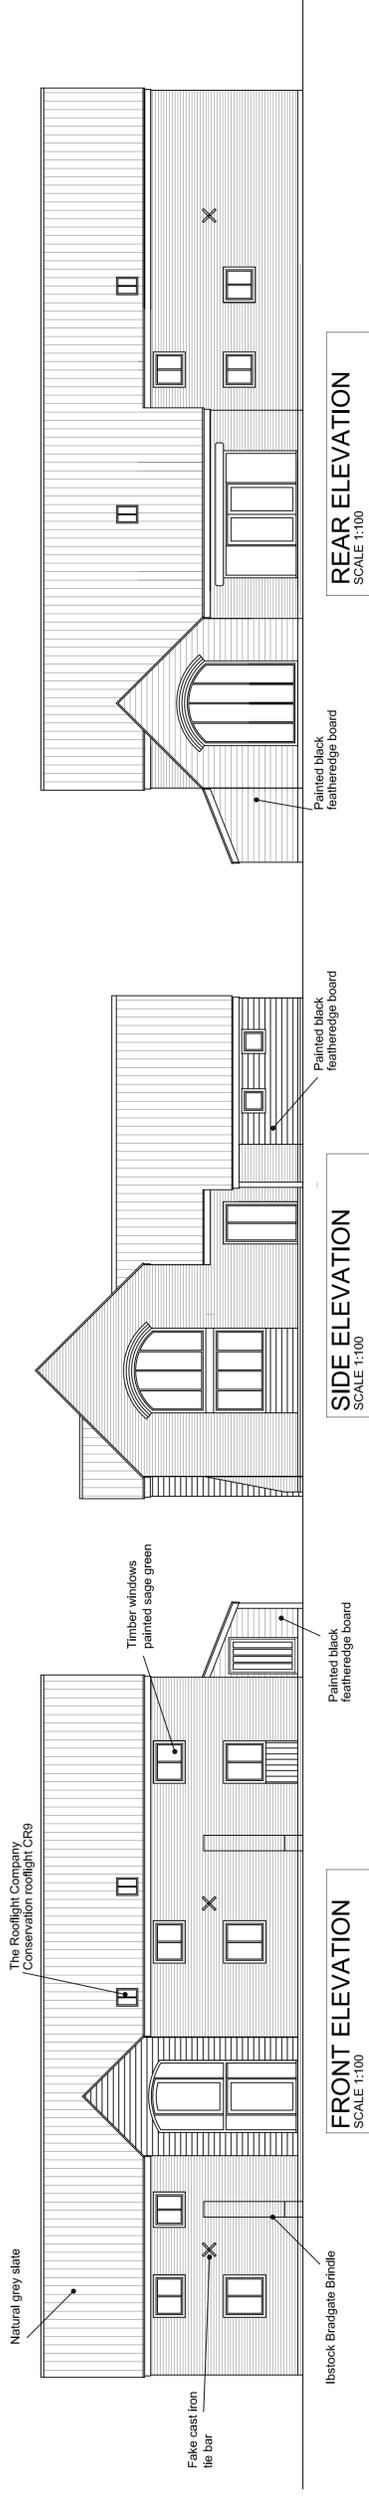 Natural grey slate
Fake cast iron
tie bar
Ibstock Bradgate Brindle
The Rooflight Company
Conservation rooflight CR9
Timber windows
painted sage green
Painted black
featheredge board
FRONT ELEVATION
SCALE 1:100
Painted black
featheredge board
SIDE ELEVATION
SCALE 1:100
Painted black
featheredge board
REAR ELEVATION
SCALE 1:100